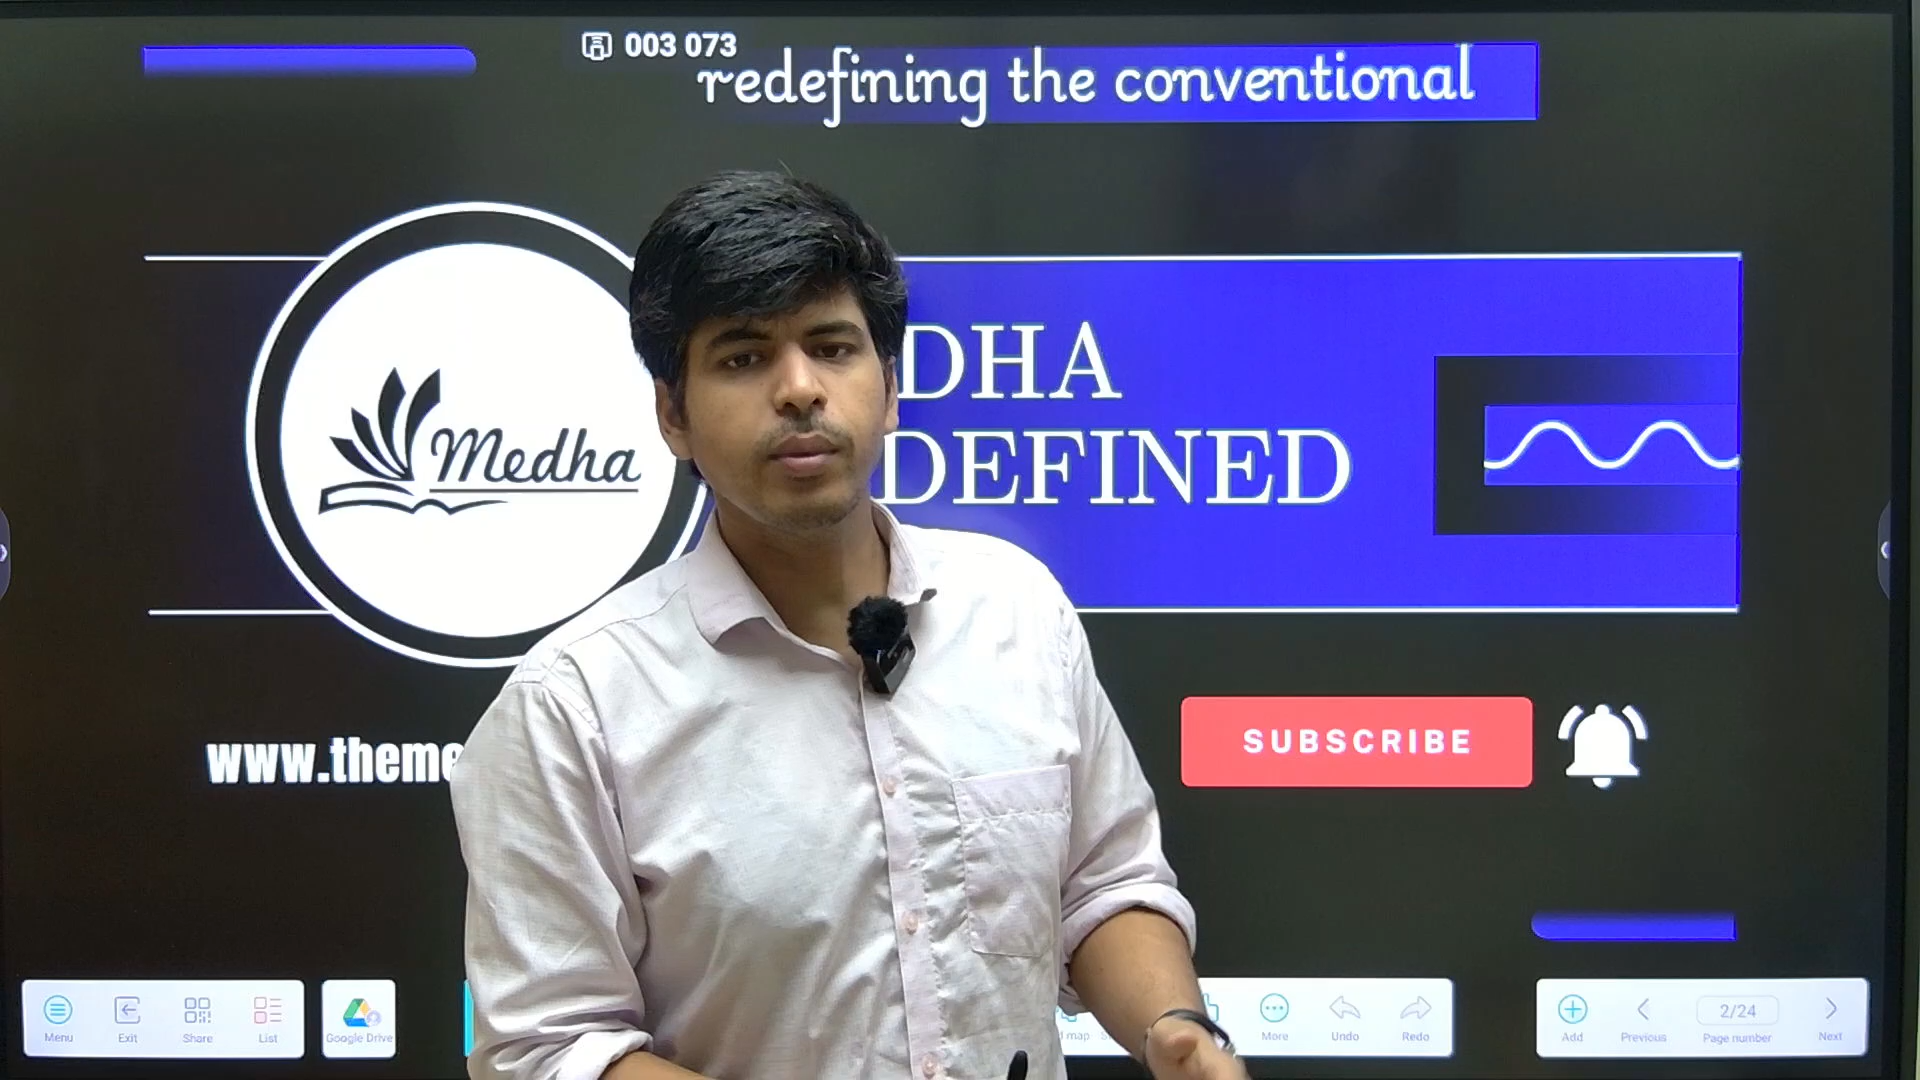 003 073
redefining the conventional
Medha
DHA
DEFINED
www.theme
SUBSCRIBE
Menu
Exit
Share
List
Google Drive
More
Undo
Redo
Add
Previous
2/24
Page number
Next